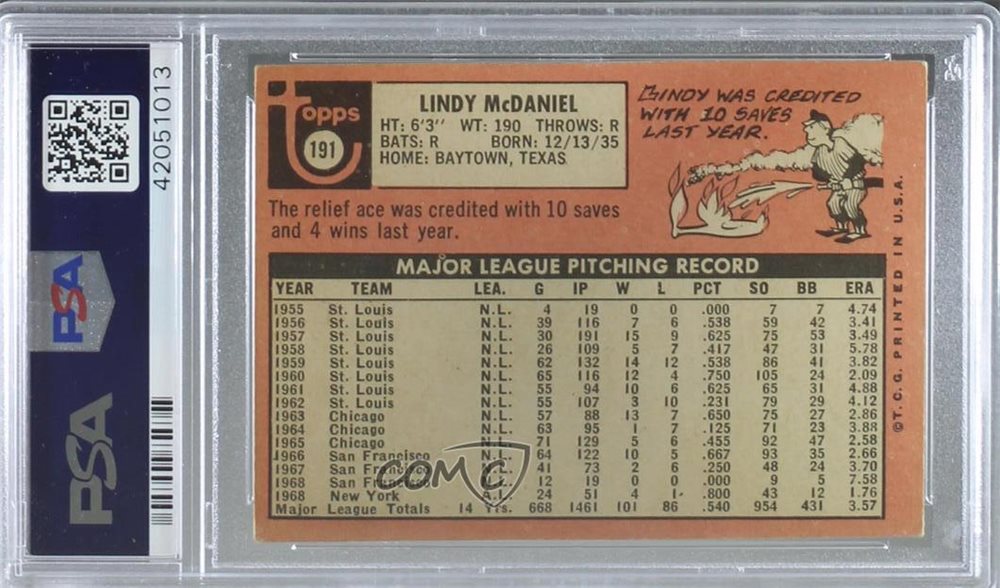 42051013
PSA
PSA
topps
191
LINDY McDANIEL
HT: 6'3'' WT: 190 THROWS: R
BATS: R BORN: 12/13/35
HOME: BAYTOWN, TEXAS
LINDY WAS CREDITED
WITH 10 SAVES
LAST YEAR.
The relief ace was credited with 10 saves
and 4 wins last year.
MAJOR LEAGUE PITCHING RECORD
YEAR TEAM LEA. G IP W L PCT SO BB ERA
1955 St. Louis N.L. 4 19 0 0 .000 7 7 4.74
1956 St. Louis N.L. 39 116 7 6 .538 59 42 3.41
1957 St. Louis N.L. 30 191 15 9 .625 75 53 3.49
1958 St. Louis N.L. 26 109 5 7 .417 47 31 5.78
1959 St. Louis N.L. 62 132 14 12 .538 86 41 3.82
1960 St. Louis N.L. 65 116 12 4 .750 105 24 2.09
1961 St. Louis N.L. 55 94 10 6 .625 65 31 4.88
1962 St. Louis N.L. 55 107 3 10 .231 79 29 4.12
1963 Chicago N.L. 57 88 13 7 .650 75 27 2.86
1964 Chicago N.L. 63 95 1 7 .125 71 23 3.88
1965 Chicago N.L. 71 129 5 6 .455 92 47 2.58
1966 San Francisco N.L. 64 122 10 5 .667 93 35 2.66
1967 San Francisco N.L. 41 73 2 6 .250 48 24 3.70
1968 San Francisco N.L. 12 19 0 0 .000 9 5 7.58
1968 New York A.L. 24 51 4 1 .800 43 12 1.76
Major League Totals 14 Yrs. 668 1461 101 86 .540 954 431 3.57
©T.C.G. PRINTED IN U.S.A.
COMC